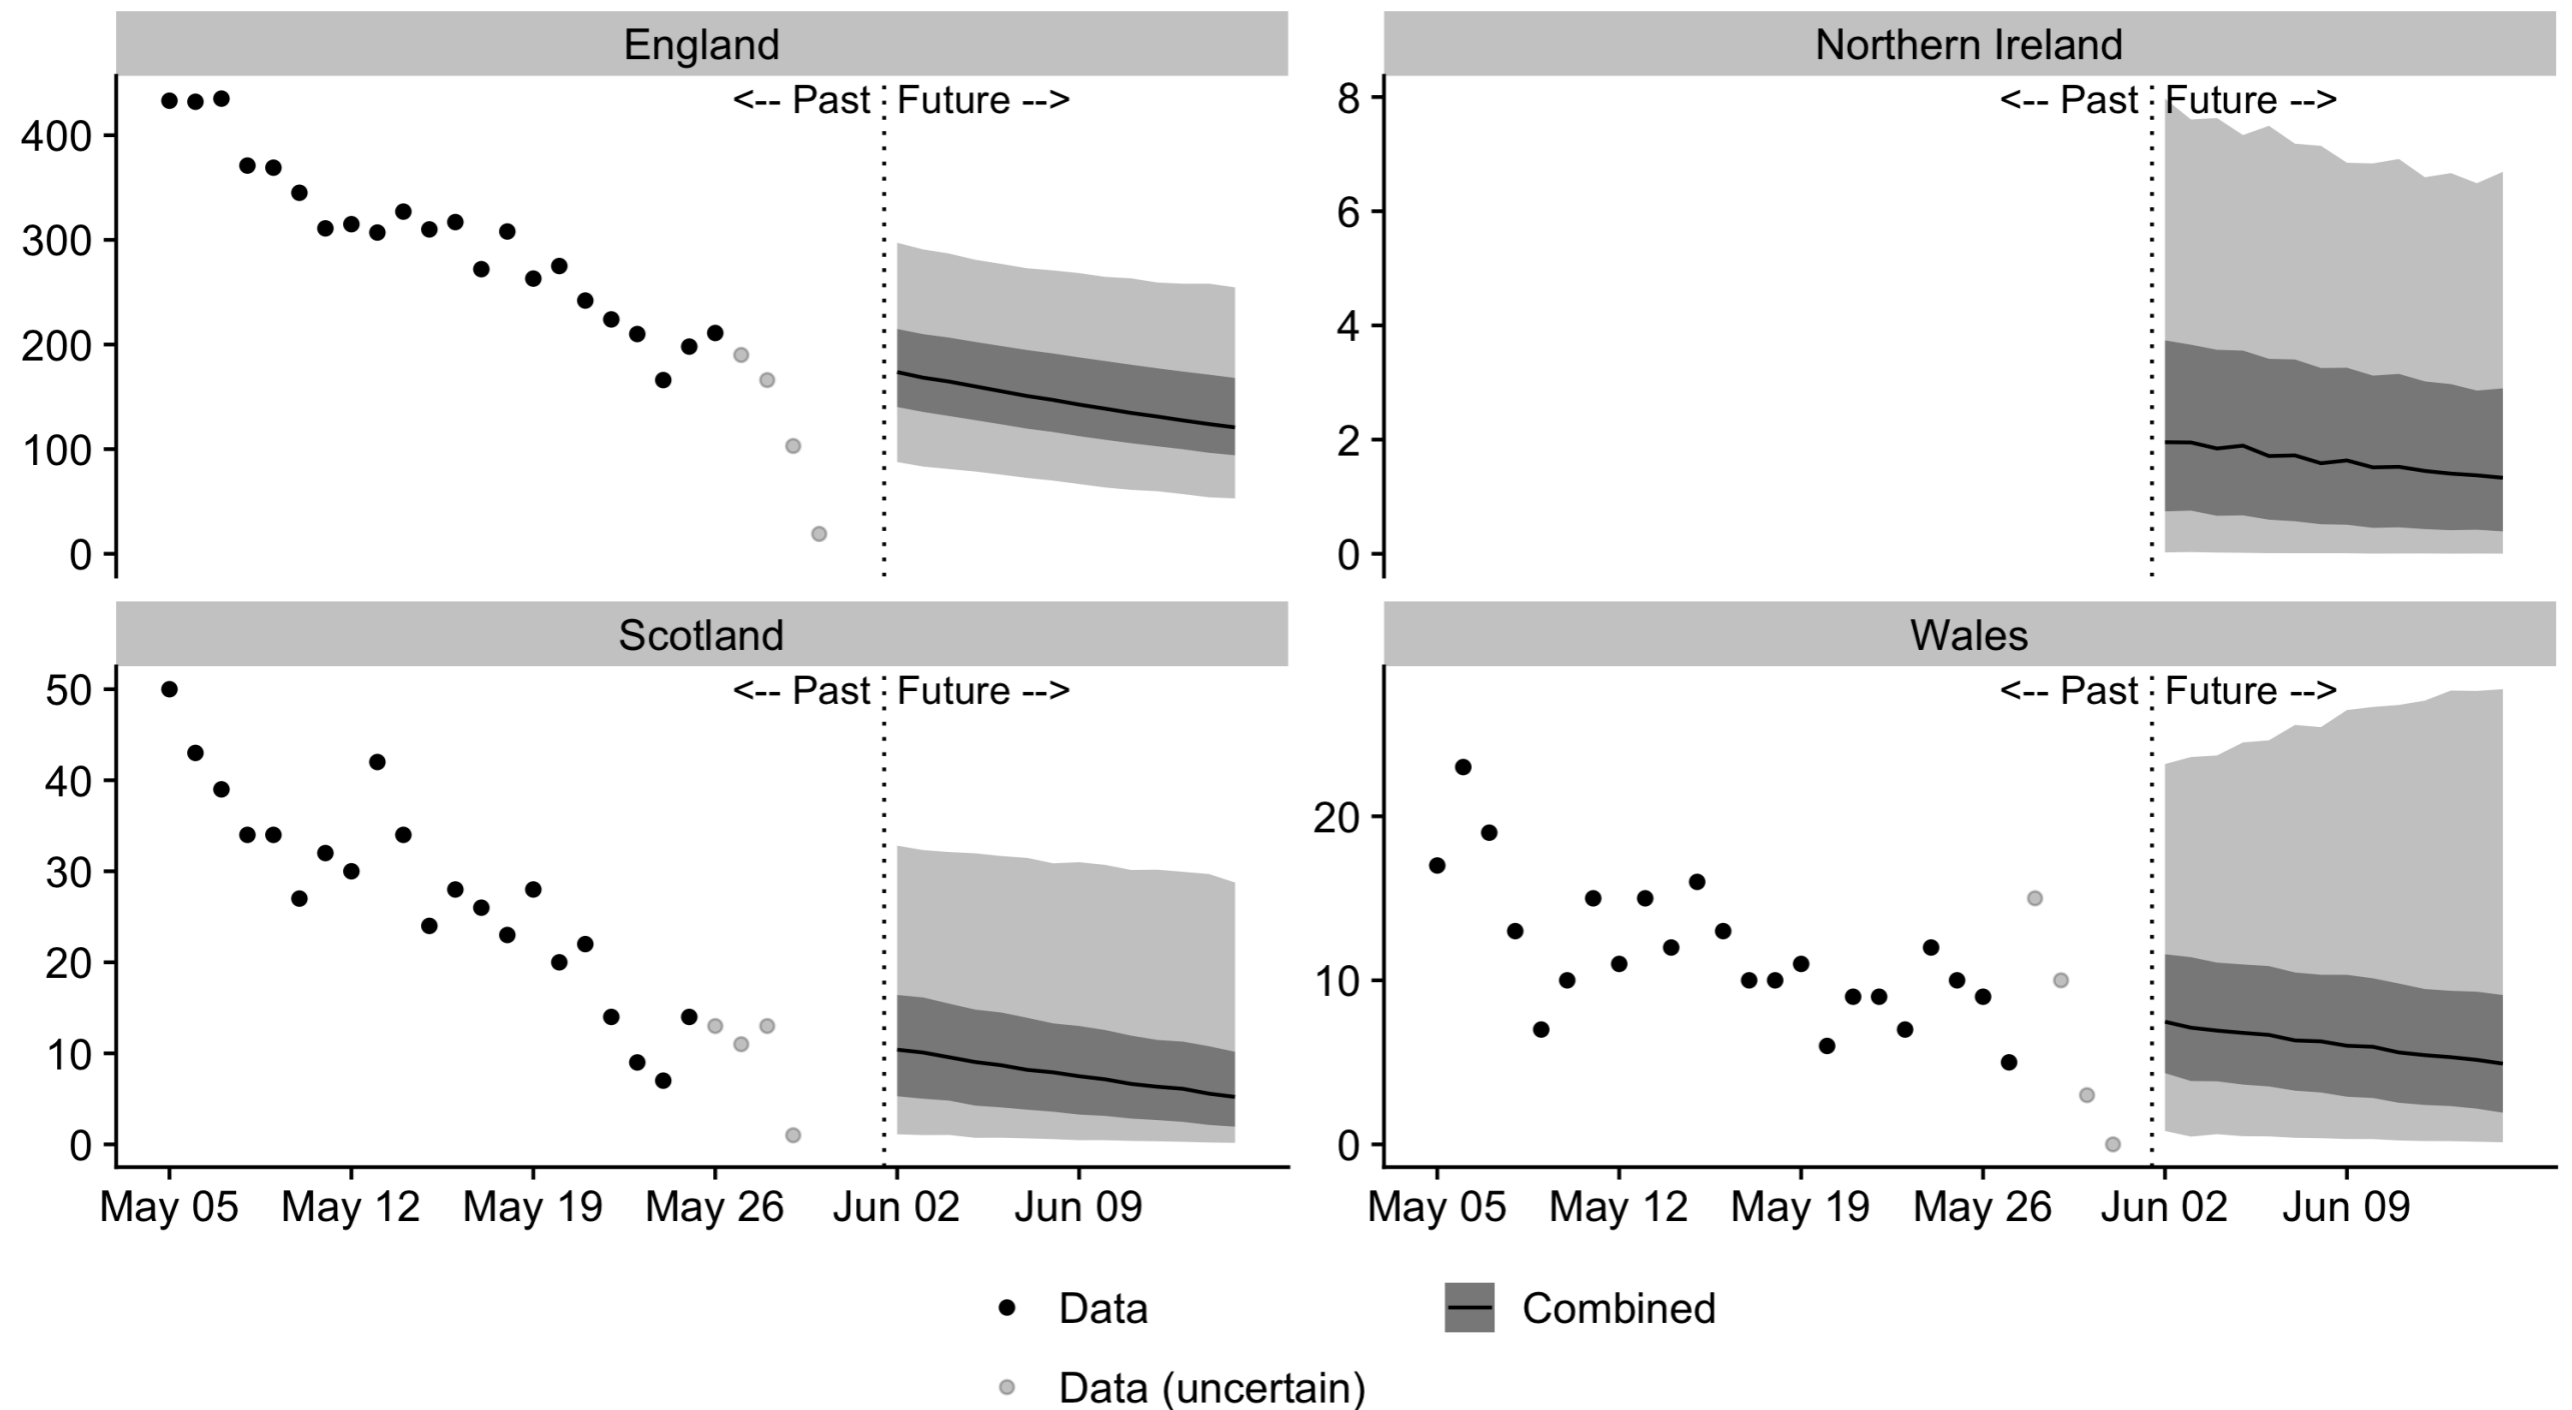 England
<-- Past Future -->
400
300
200
100
0
Northern Ireland
<-- Past Future -->
8
6
4
2
0
Scotland
<-- Past Future -->
50
40
30
20
10
0
May 05 May 12 May 19 May 26 Jun 02 Jun 09
Wales
<-- Past Future -->
20
10
0
May 05 May 12 May 19 May 26 Jun 02 Jun 09
Data
Combined
Data (uncertain)